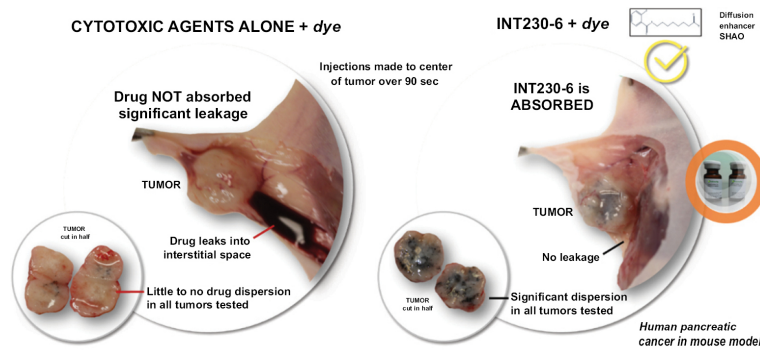 CYTOTOXIC AGENTS ALONE + dye
Injections made to center
of tumor over 90 sec
Drug NOT absorbed
significant leakage
TUMOR
Drug leaks into
interstitial space
TUMOR
cut in half
Little to no drug dispersion
in all tumors tested
INT230-6 + dye
Diffusion
enhancer
SHAO
INT230-6 is
ABSORBED
TUMOR
No leakage
TUMOR
cut in half
Significant dispersion
in all tumors tested
Human pancreatic
cancer in mouse model